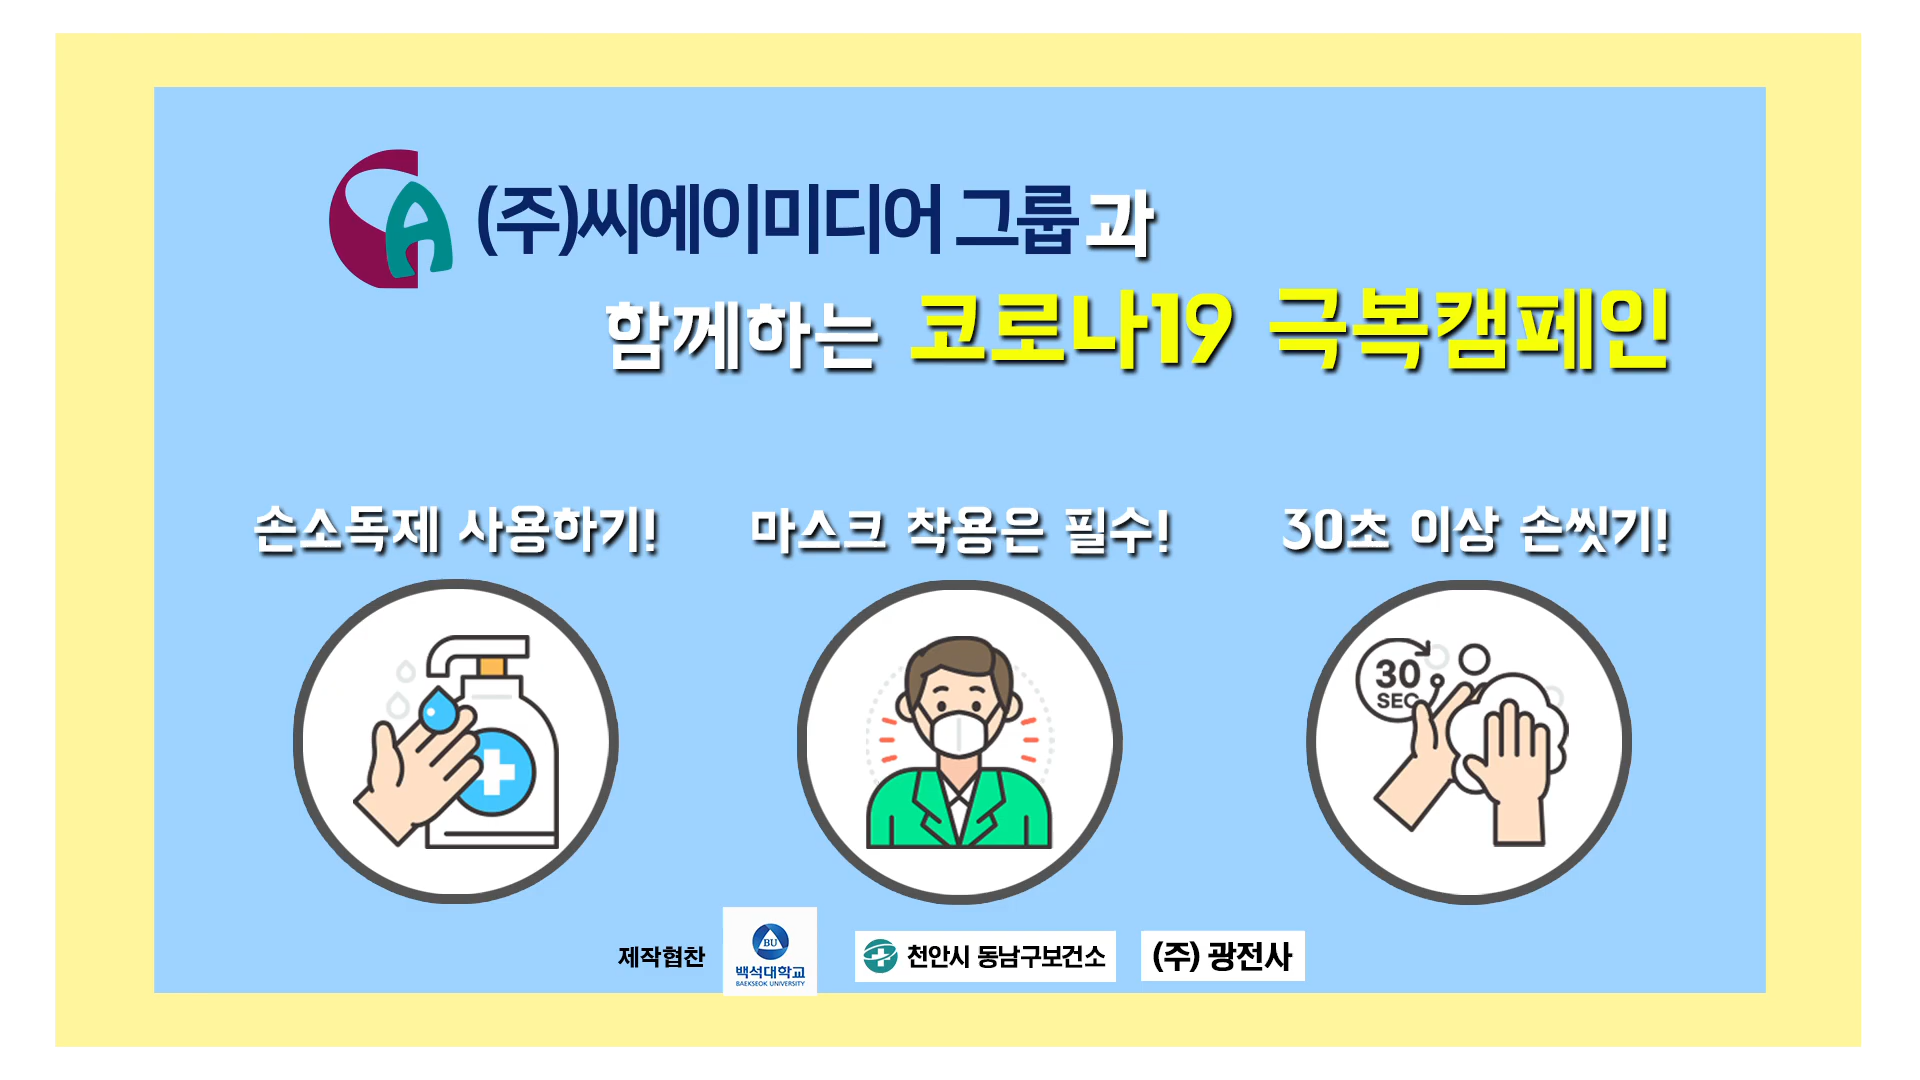 (주)씨에이미디어 그룹과
함께하는 코로나19 극복캠페인
손소독제 사용하기!
마스크 착용은 필수!
30초 이상 손씻기!
30
SEC
제작협찬
BU
백석대학교
BAEKSEOK UNIVERSITY
천안시 동남구보건소
(주) 광전사